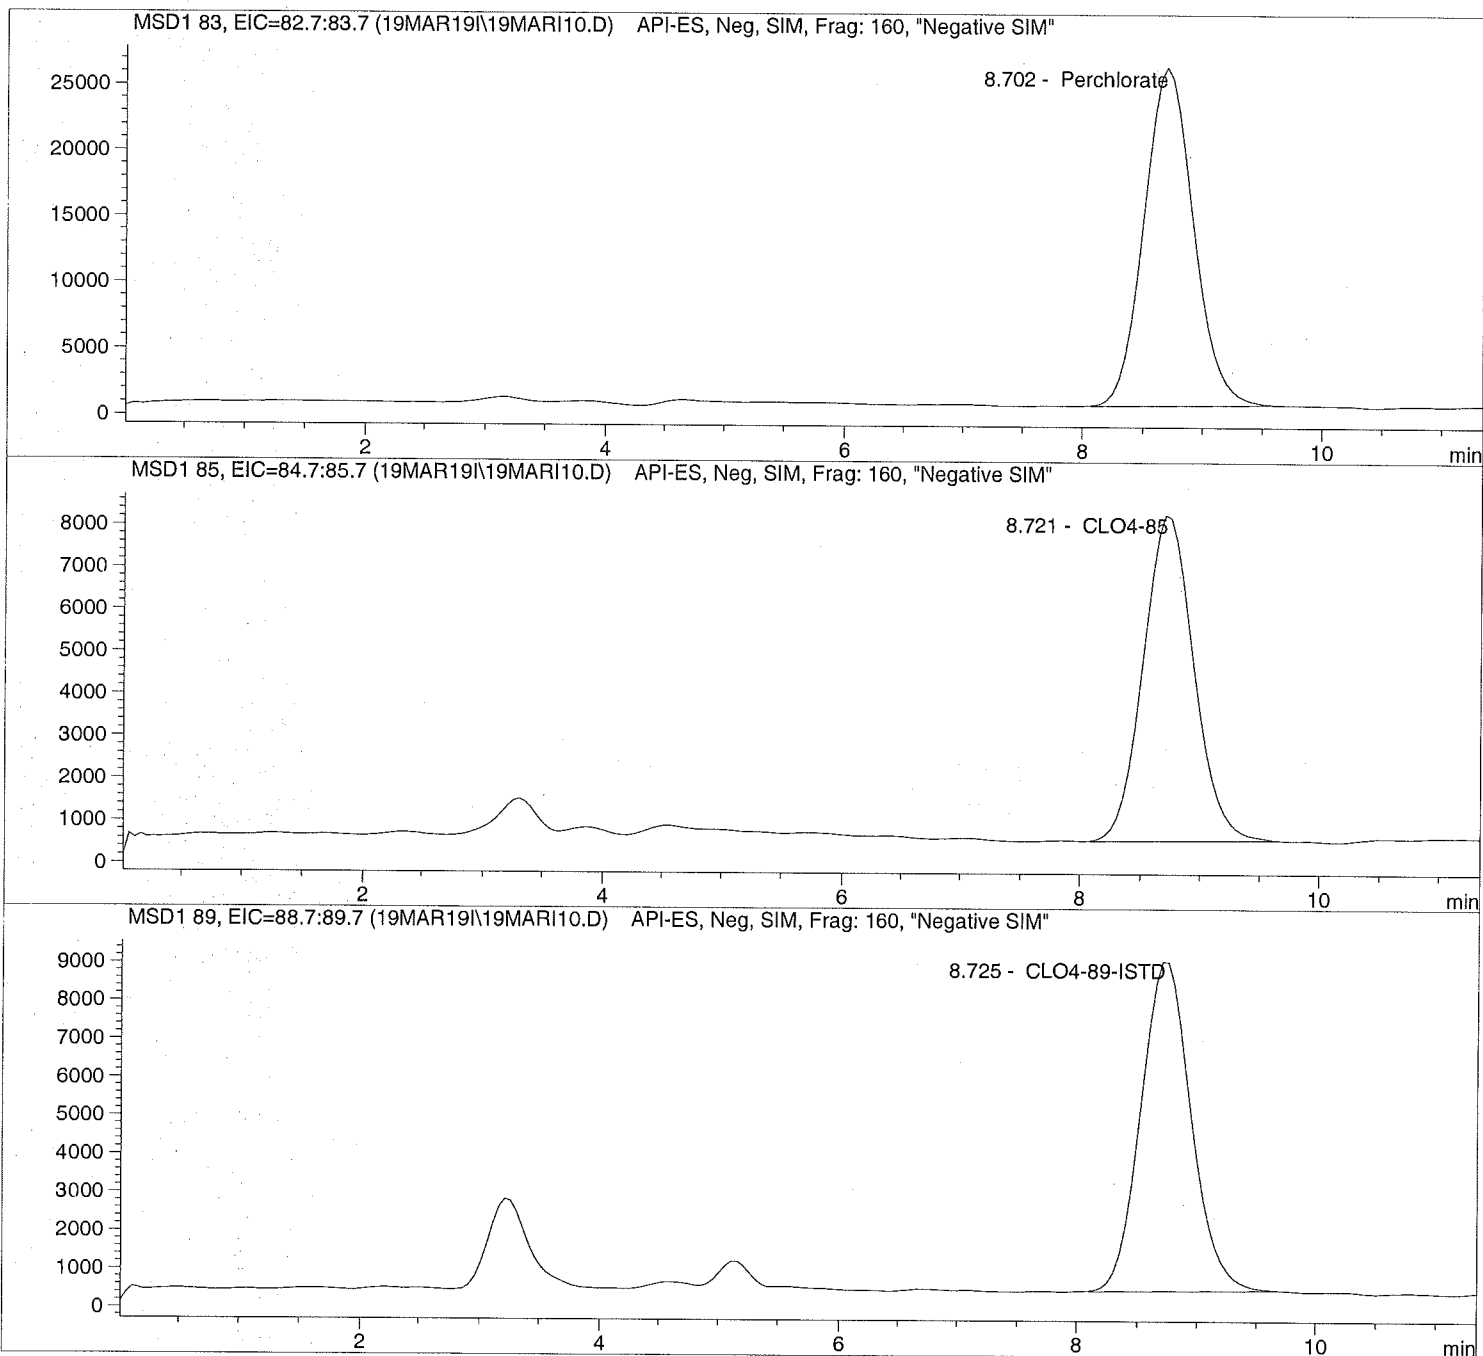 MSD1 83, EIC=82.7:83.7 (19MAR19I\19MARI10.D) API-ES, Neg, SIM, Frag: 160, "Negative SIM"
8.702 - Perchlorate
25000
20000
15000
10000
5000
0
2 4 6 8 10 min
MSD1 85, EIC=84.7:85.7 (19MAR19I\19MARI10.D) API-ES, Neg, SIM, Frag: 160, "Negative SIM"
8.721 - CLO4-85
8000
7000
6000
5000
4000
3000
2000
1000
0
2 4 6 8 10 min
MSD1 89, EIC=88.7:89.7 (19MAR19I\19MARI10.D) API-ES, Neg, SIM, Frag: 160, "Negative SIM"
8.725 - CLO4-89-ISTD
9000
8000
7000
6000
5000
4000
3000
2000
1000
0
2 4 6 8 10 min